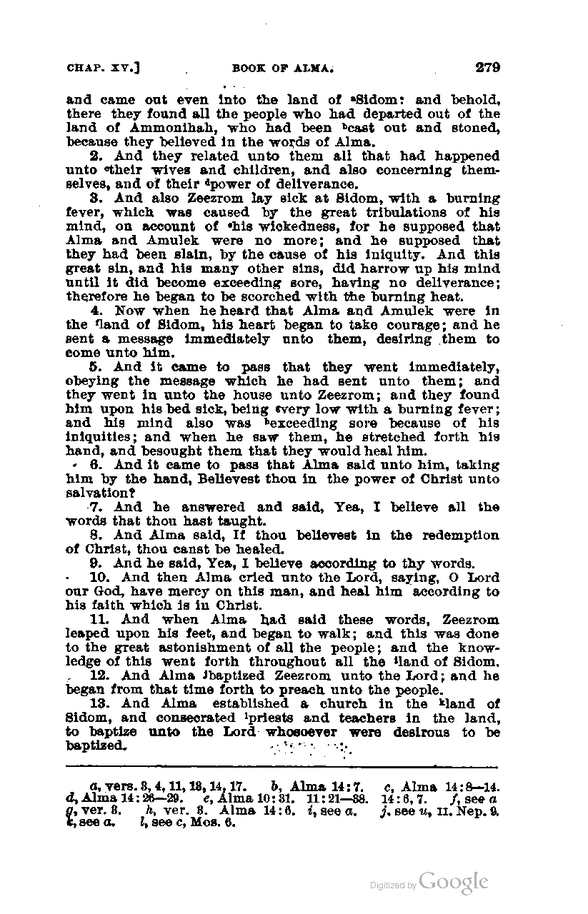 CHAP. XV.] BOOK OF ALMA. 279
and came out even into the land of ᵃSidom: and behold,
there they found all the people who had departed out of the
land of Ammonihah, who had been ᵇcast out and stoned,
because they believed in the words of Alma.
2. And they related unto them all that had happened
unto ᶜtheir wives and children, and also concerning them-
selves, and of their ᵈpower of deliverance.
3. And also Zeezrom lay sick at Sidom, with a burning
fever, which was caused by the great tribulations of his
mind, on account of ᵉhis wickedness, for he supposed that
Alma and Amulek were no more; and he supposed that
they had been slain, by the cause of his iniquity. And this
great sin, and his many other sins, did harrow up his mind
until it did become exceeding sore, having no deliverance;
therefore he began to be scorched with the burning heat.
4. Now when he heard that Alma and Amulek were in
the ᶠland of Sidom, his heart began to take courage; and he
sent a message immediately unto them, desiring them to
come unto him.
5. And it came to pass that they went immediately,
obeying the message which he had sent unto them; and
they went in unto the house unto Zeezrom; and they found
him upon his bed sick, being ᵍvery low with a burning fever;
and his mind also was ʰexceeding sore because of his
iniquities; and when he saw them, he stretched forth his
hand, and besought them that they would heal him.
6. And it came to pass that Alma said unto him, taking
him by the hand, Believest thou in the power of Christ unto
salvation?
7. And he answered and said, Yea, I believe all the
words that thou hast taught.
8. And Alma said, If thou believest in the redemption
of Christ, thou canst be healed.
9. And he said, Yea, I believe according to thy words.
10. And then Alma cried unto the Lord, saying, O Lord
our God, have mercy on this man, and heal him according to
his faith which is in Christ.
11. And when Alma had said these words, Zeezrom
leaped upon his feet, and began to walk; and this was done
to the great astonishment of all the people; and the know-
ledge of this went forth throughout all the ⁱland of Sidom.
12. And Alma ʲbaptized Zeezrom unto the Lord; and he
began from that time forth to preach unto the people.
13. And Alma established a church in the ᵏland of
Sidom, and consecrated ˡpriests and teachers in the land,
to baptize unto the Lord whosoever were desirous to be
baptized.
a, vers. 3, 4, 11, 13, 14, 17. b, Alma 14:7. c, Alma 14:8—14.
d, Alma 14:26—29. e, Alma 10:31. 11:21—38. 14:6, 7. f, see a
g, ver. 3. h, ver. 3. Alma 14:6. i, see a. j, see u, II. Nep. 9.
k, see a. l, see c, Mos. 6.
Digitized by Google